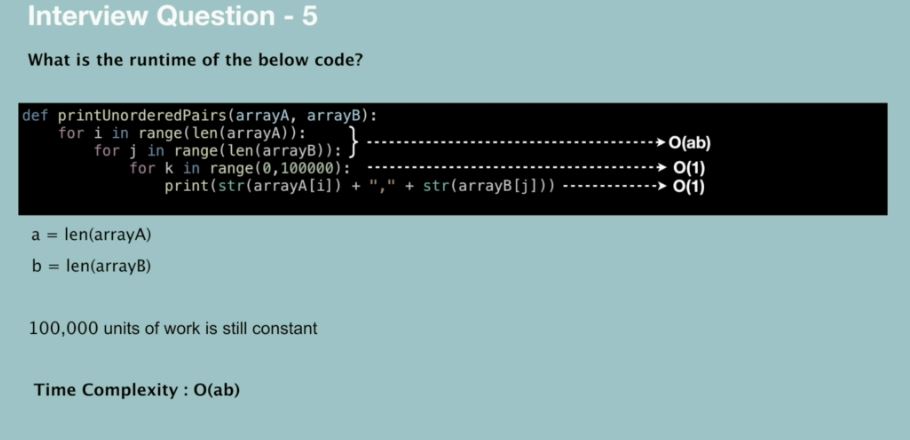 Interview Question - 5
What is the runtime of the below code?
def printUnorderedPairs(arrayA, arrayB):
    for i in range(len(arrayA)):
        for j in range(len(arrayB)):
O(ab)
            for k in range(0,100000):
O(1)
                print(str(arrayA[i]) + "," + str(arrayB[j]))
O(1)
a = len(arrayA)
b = len(arrayB)
100,000 units of work is still constant
Time Complexity : O(ab)